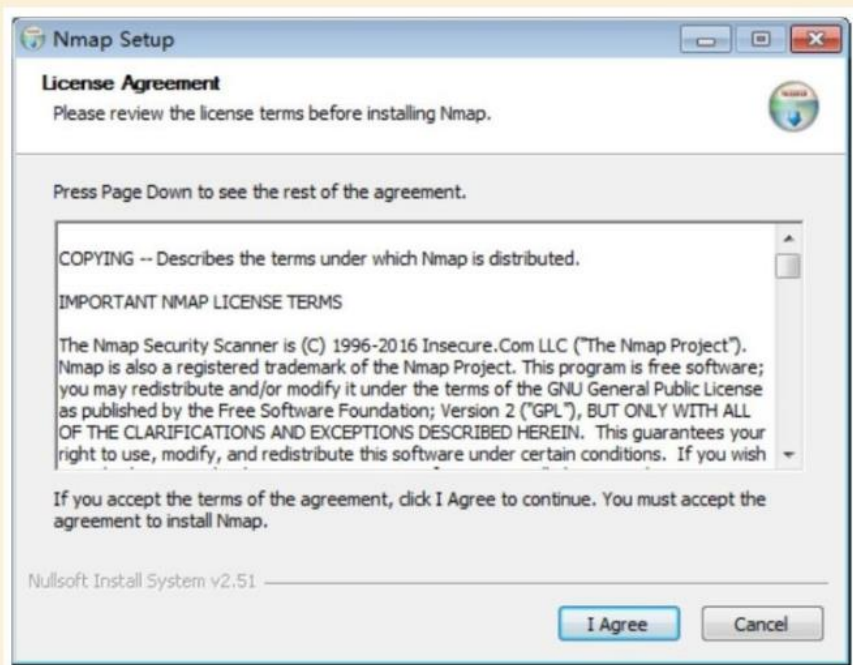 Nmap Setup
License Agreement
Please review the license terms before installing Nmap.
Press Page Down to see the rest of the agreement.
COPYING -- Describes the terms under which Nmap is distributed.
IMPORTANT NMAP LICENSE TERMS
The Nmap Security Scanner is (C) 1996-2016 Insecure.Com LLC ("The Nmap Project").
Nmap is also a registered trademark of the Nmap Project. This program is free software;
you may redistribute and/or modify it under the terms of the GNU General Public License
as published by the Free Software Foundation; Version 2 ("GPL"), BUT ONLY WITH ALL
OF THE CLARIFICATIONS AND EXCEPTIONS DESCRIBED HEREIN. This guarantees your
right to use, modify, and redistribute this software under certain conditions. If you wish
If you accept the terms of the agreement, click I Agree to continue. You must accept the
agreement to install Nmap.
Nullsoft Install System v2.51
I Agree
Cancel